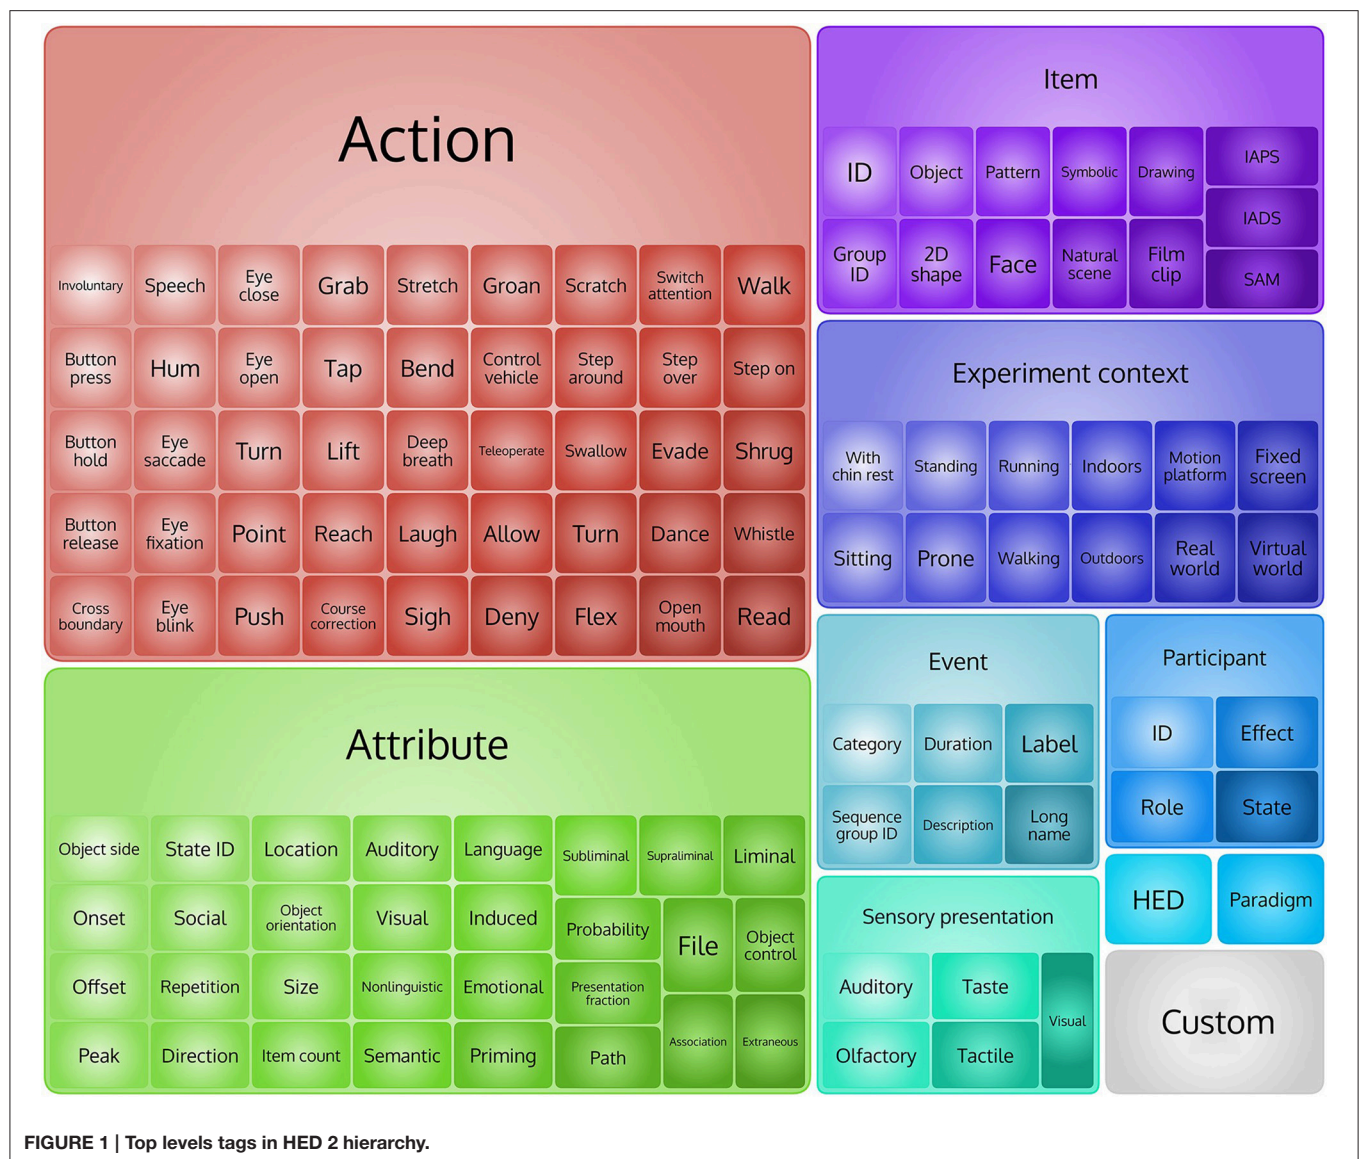 Action
Involuntary
Speech
Eye
close
Grab
Stretch
Groan
Scratch
Switch
attention
Walk
Button
press
Hum
Eye
open
Tap
Bend
Control
vehicle
Step
around
Step
over
Step on
Button
hold
Eye
saccade
Turn
Lift
Deep
breath
Teleoperate
Swallow
Evade
Shrug
Button
release
Eye
fixation
Point
Reach
Laugh
Allow
Turn
Dance
Whistle
Cross
boundary
Eye
blink
Push
Course
correction
Sigh
Deny
Flex
Open
mouth
Read
Item
ID
Object
Pattern
Symbolic
Drawing
IAPS
IADS
SAM
Group
ID
2D
shape
Face
Natural
scene
Film
clip
Experiment context
With
chin rest
Standing
Running
Indoors
Motion
platform
Fixed
screen
Sitting
Prone
Walking
Outdoors
Real
world
Virtual
world
Attribute
Object side
State ID
Location
Auditory
Language
Subliminal
Supraliminal
Liminal
Onset
Social
Object
orientation
Visual
Induced
Probability
File
Object
control
Offset
Repetition
Size
Nonlinguistic
Emotional
Presentation
fraction
Peak
Direction
Item count
Semantic
Priming
Path
Association
Extraneous
Event
Category
Duration
Label
Sequence
group ID
Description
Long
name
Participant
ID
Effect
Role
State
HED
Paradigm
Sensory presentation
Auditory
Taste
Visual
Olfactory
Tactile
Custom
FIGURE 1 | Top levels tags in HED 2 hierarchy.